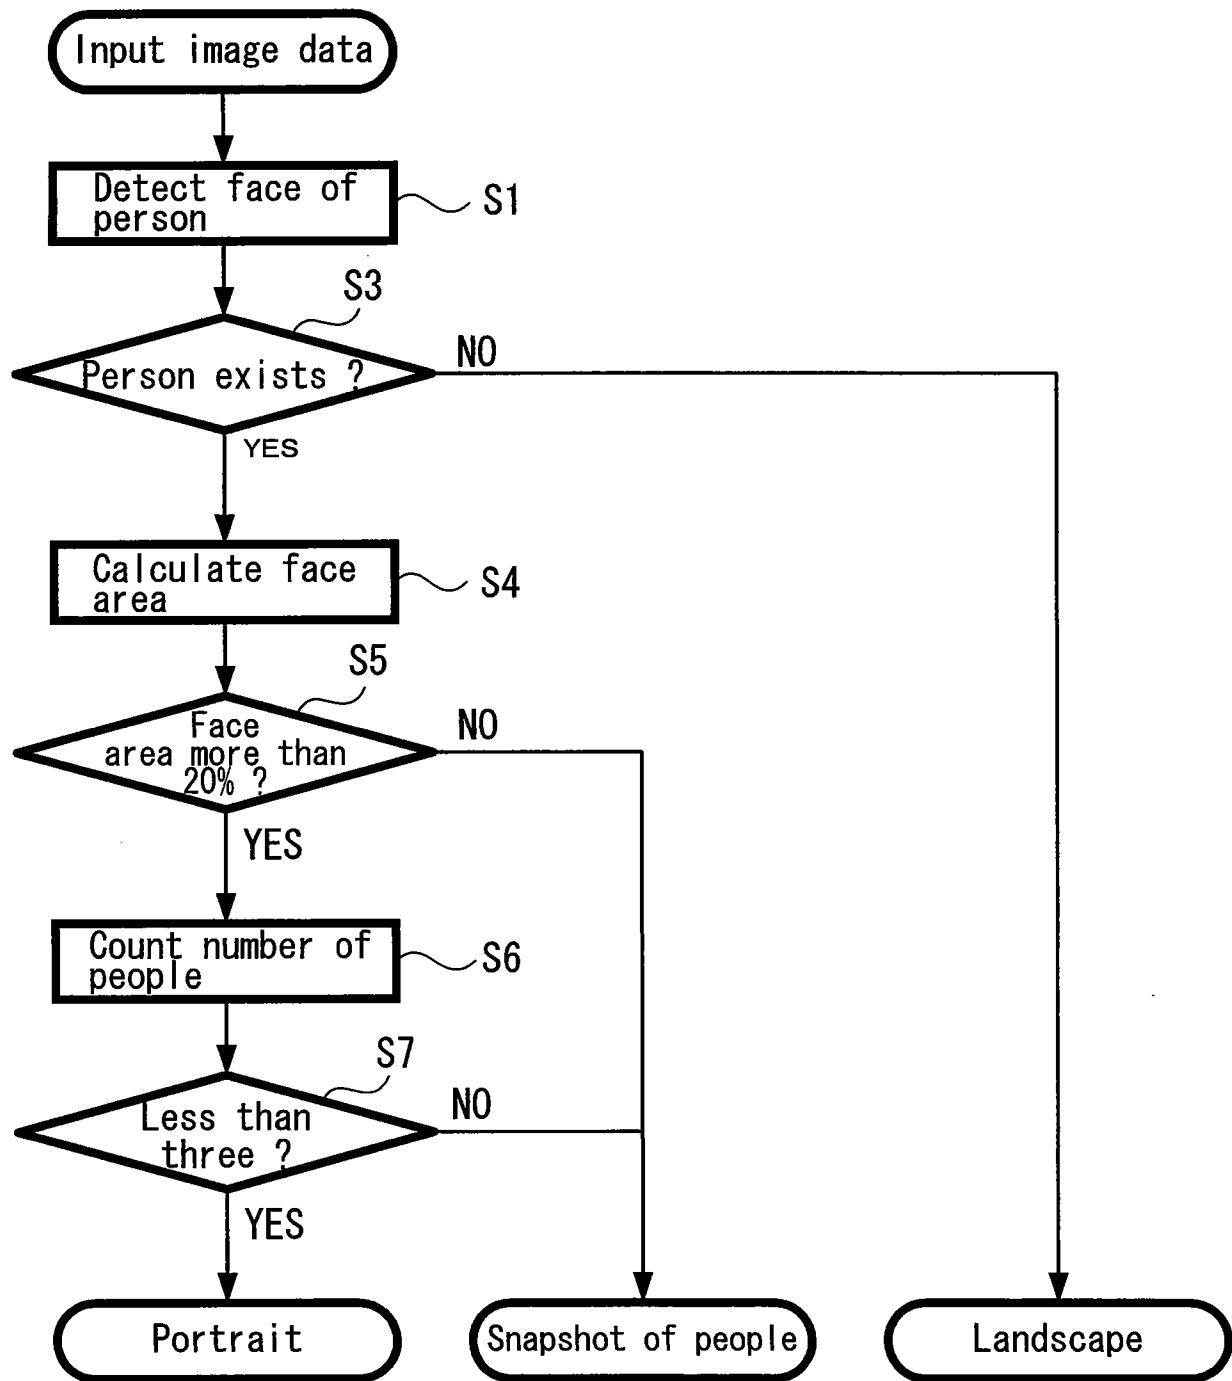 Input image data
Detect face of
person
S1
S3
Person exists ?
NO
YES
Calculate face
area
S4
S5
Face
area more than
20% ?
NO
YES
Count number of
people
S6
S7
Less than
three ?
NO
YES
Portrait
Snapshot of people
Landscape